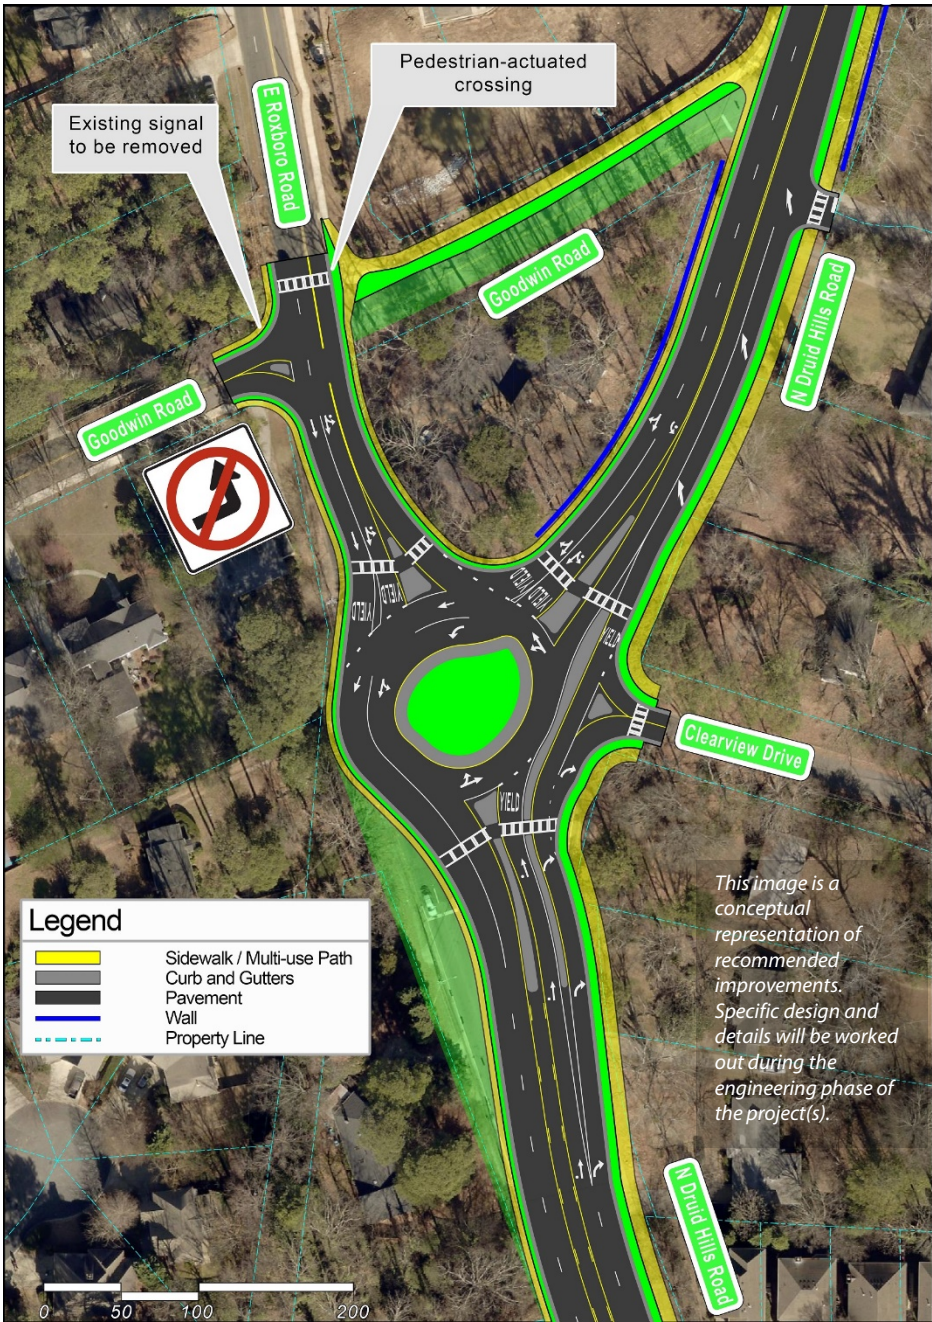 Pedestrian-actuated
crossing
Existing signal
to be removed
E Roxboro Road
Goodwin Road
N Druid Hills Road
Goodwin Road
YIELD
YIELD
YIELD
YIELD
YIELD
YIELD
Clearview Drive
YIELD
This image is a
conceptual
representation of
recommended
improvements.
Specific design and
details will be worked
out during the
engineering phase of
the project(s).
Legend
Sidewalk / Multi-use Path
Curb and Gutters
Pavement
Wall
Property Line
N Druid Hills Road
0 50 100 200